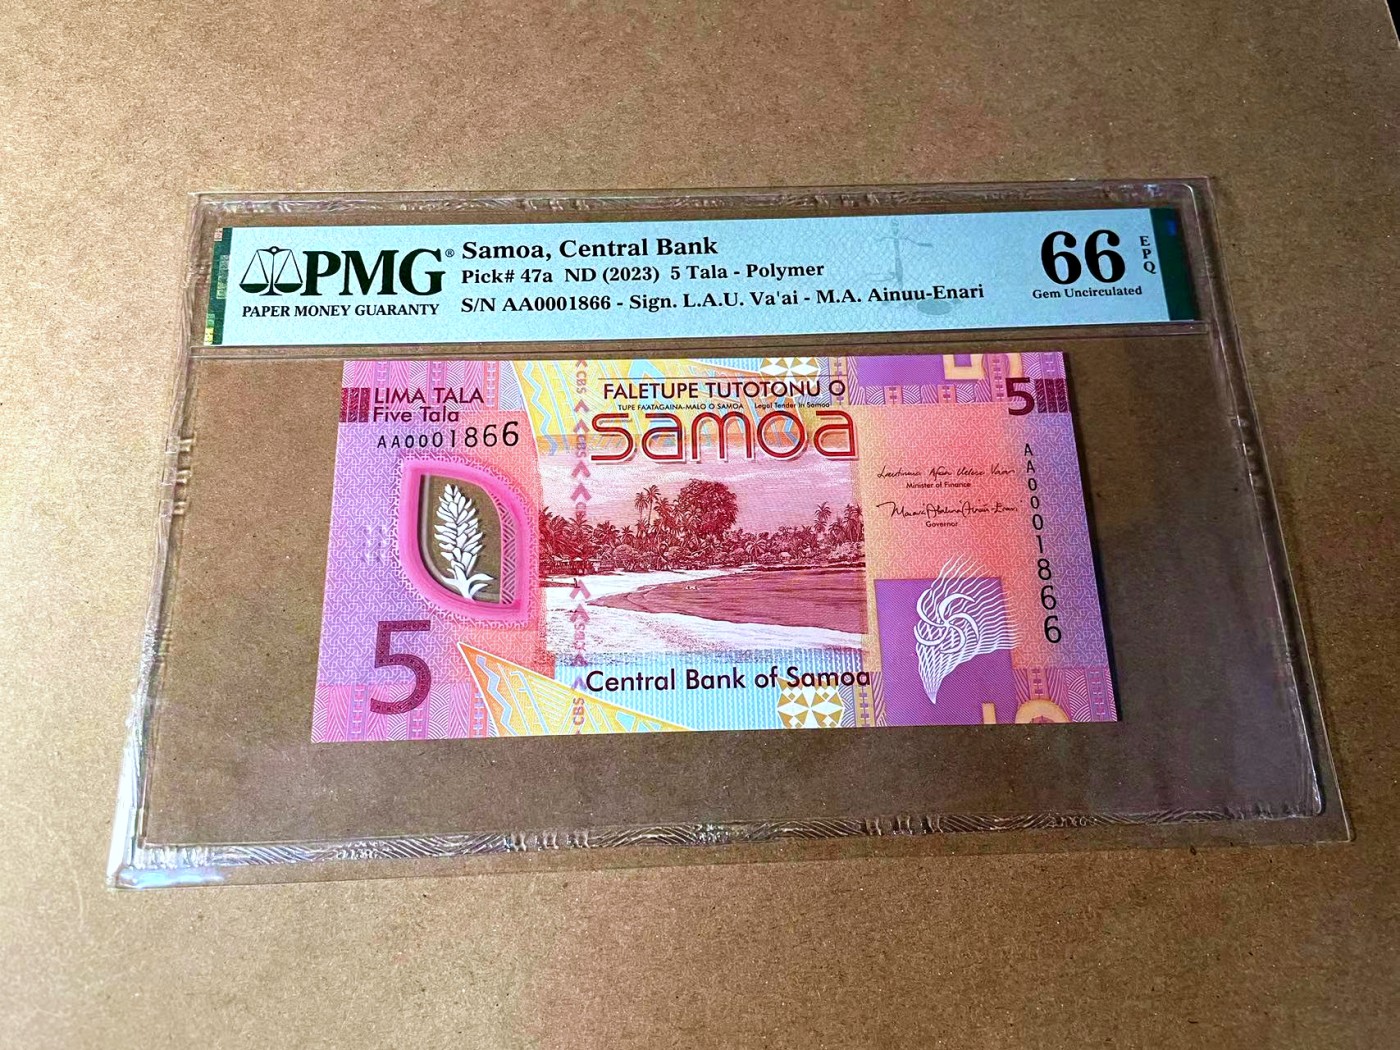 PMG®
PAPER MONEY GUARANTY
Samoa, Central Bank
Pick# 47a ND (2023) 5 Tala - Polymer
S/N AA0001866 - Sign. L.A.U. Va'ai - M.A. Ainuu-Enari
66
EPQ
Gem Uncirculated
LIMA TALA
Five Tala
AA0001866
5
CBS
CBS
CBS
FALETUPE TUTOTONU O
TUPE FAATAGAINA-MALO O SAMOA Legal Tender in Samoa
samoa
Central Bank of Samoa
5
Minister of Finance
Governor
AA0001866